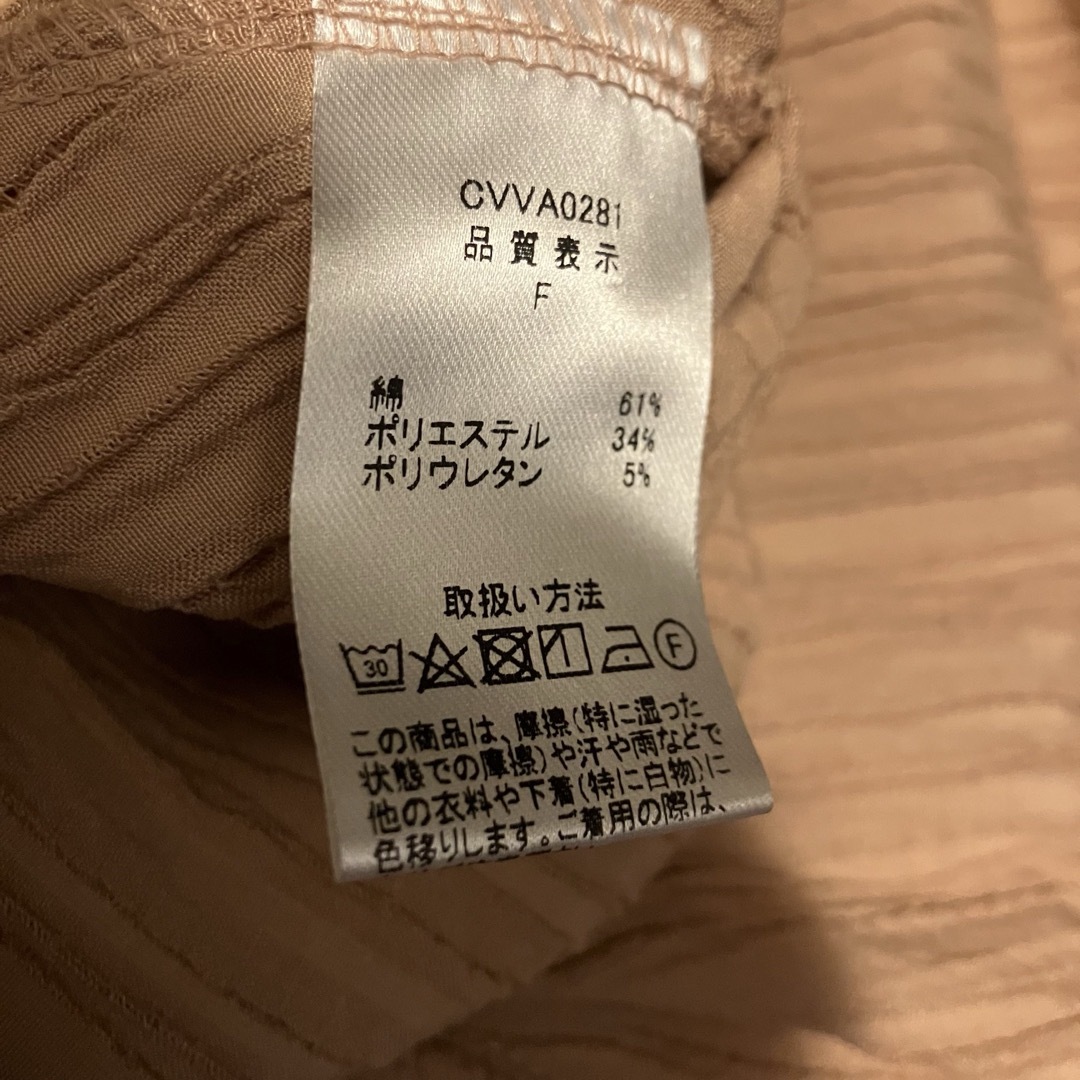 CVVA0281
品質表示
F
綿 61%
ポリエステル 34%
ポリウレタン 5%
取扱い方法
30 F
この商品は、摩擦(特に湿った
状態での摩擦)や汗や雨などで
他の衣料や下着(特に白物)に
色移りします。ご着用の際は、